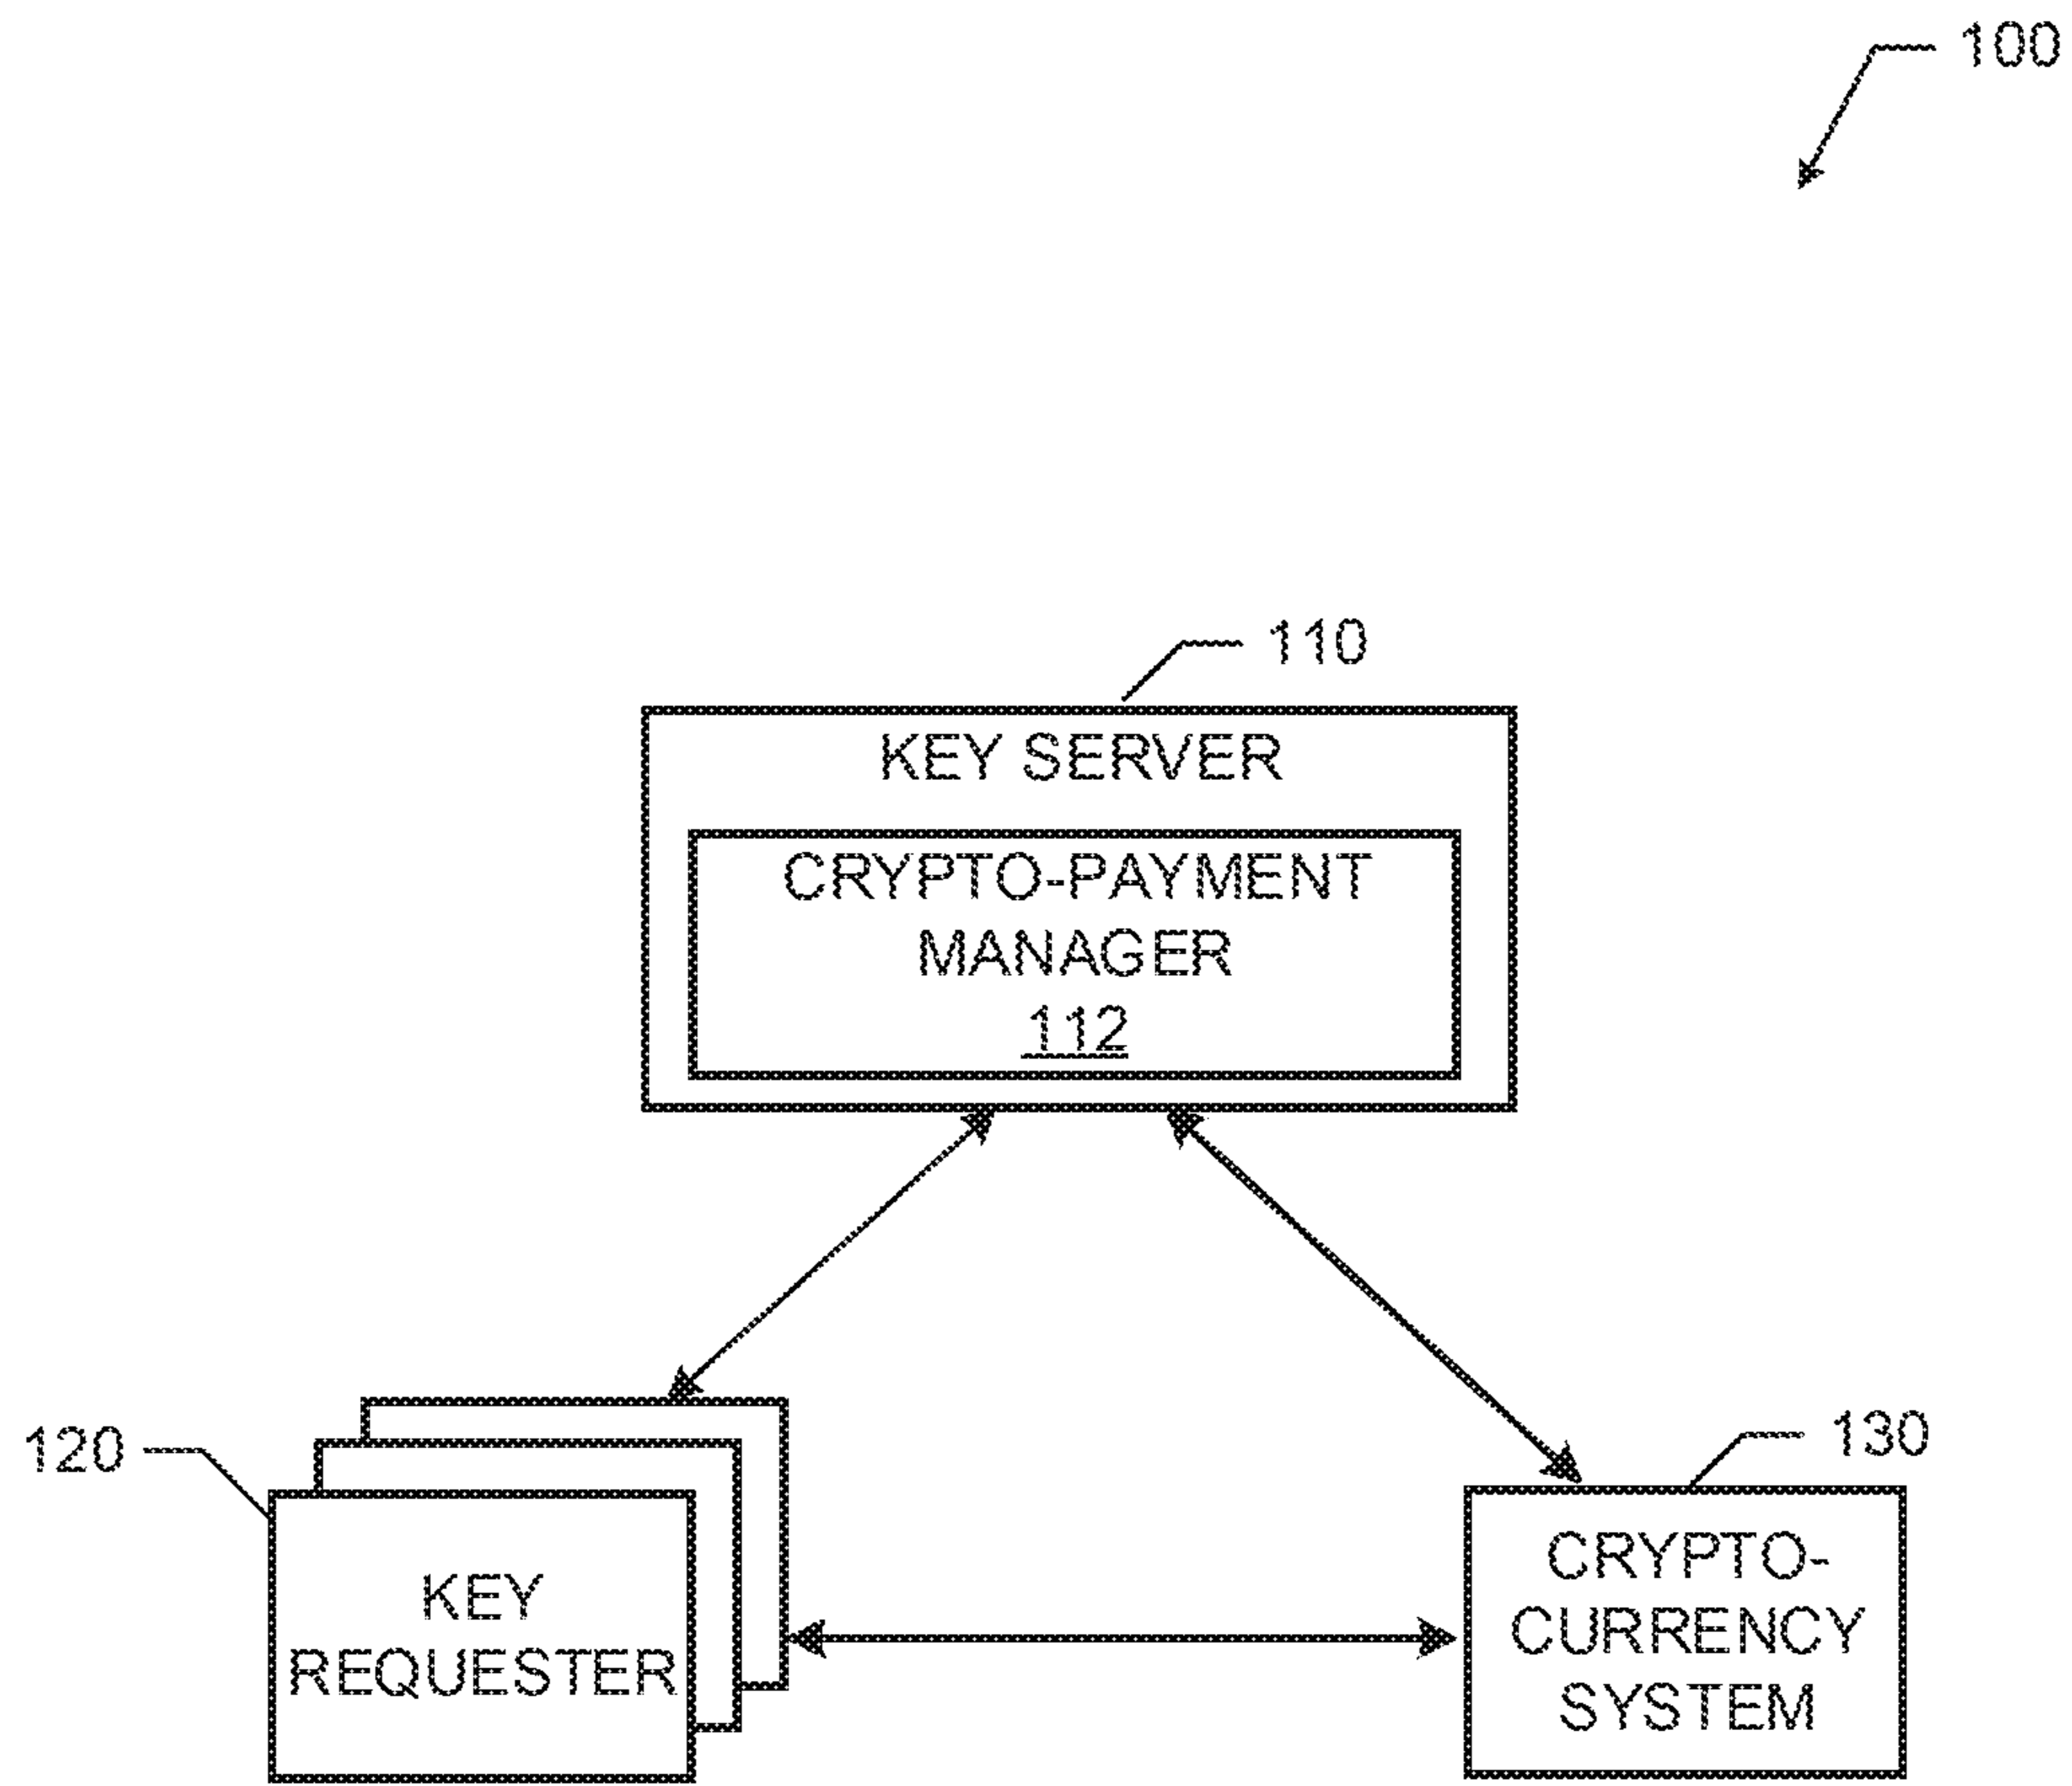 100
110
KEY SERVER
CRYPTO-PAYMENT
MANAGER
112
120
130
KEY
REQUESTER
CRYPTO-
CURRENCY
SYSTEM